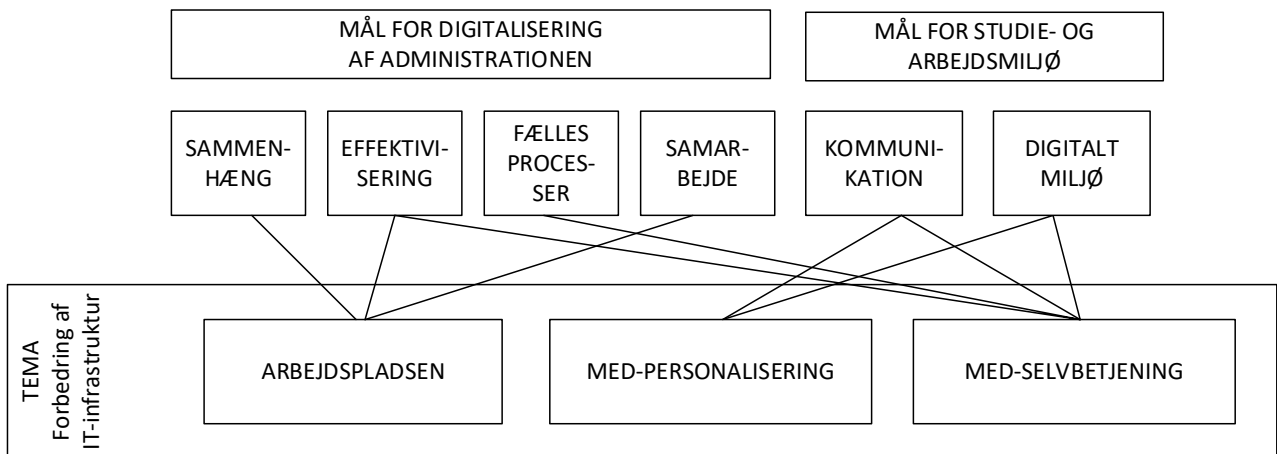 MÅL FOR DIGITALISERING
AF ADMINISTRATIONEN
MÅL FOR STUDIE- OG
ARBEJDSMILJØ
SAMMEN-
HÆNG
EFFEKTIVI-
SERING
FÆLLES
PROCES-
SER
SAMAR-
BEJDE
KOMMUNI-
KATION
DIGITALT
MILJØ
TEMA
Forbedring af
IT-infrastruktur
ARBEJDSPLADSEN
MED-PERSONALISERING
MED-SELVBETJENING